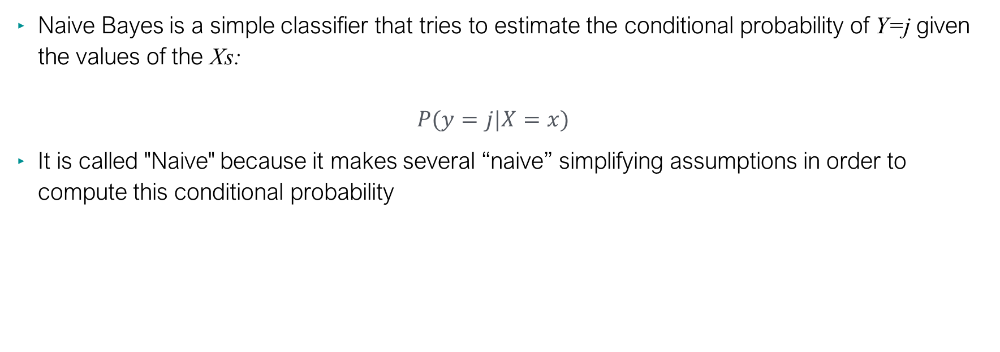 ‣ Naive Bayes is a simple classifier that tries to estimate the conditional probability of Y=j given
the values of the Xs:
P(y = j|X = x)
‣ It is called "Naive" because it makes several “naive” simplifying assumptions in order to
compute this conditional probability